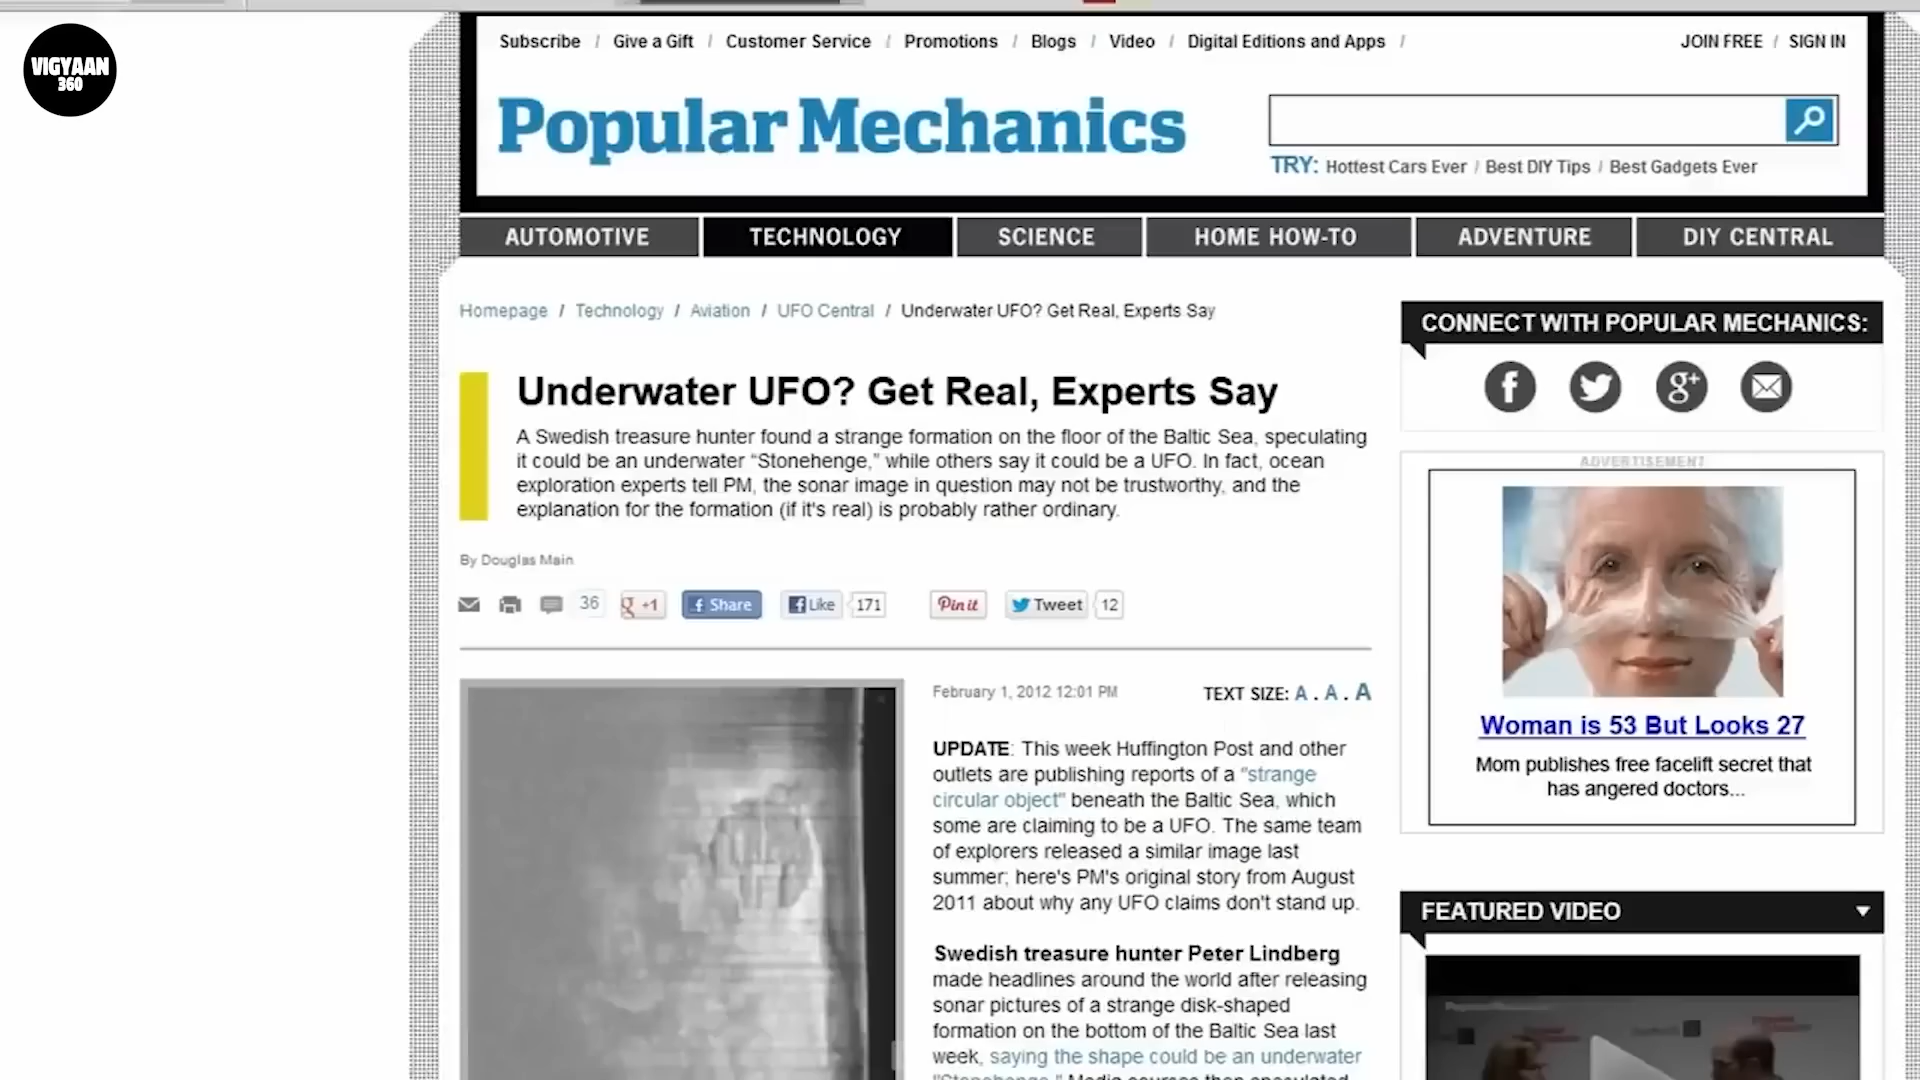 VIGYAAN
360
Subscribe / Give a Gift / Customer Service / Promotions / Blogs / Video / Digital Editions and Apps /
JOIN FREE / SIGN IN
Popular Mechanics
TRY: Hottest Cars Ever / Best DIY Tips / Best Gadgets Ever
AUTOMOTIVE
TECHNOLOGY
SCIENCE
HOME HOW-TO
ADVENTURE
DIY CENTRAL
Homepage / Technology / Aviation / UFO Central / Underwater UFO? Get Real, Experts Say
Underwater UFO? Get Real, Experts Say
A Swedish treasure hunter found a strange formation on the floor of the Baltic Sea, speculating
it could be an underwater “Stonehenge,” while others say it could be a UFO. In fact, ocean
exploration experts tell PM, the sonar image in question may not be trustworthy, and the
explanation for the formation (if it's real) is probably rather ordinary.
By Douglas Main
36
g +1
f Share
f Like
171
Pin it
Tweet
12
February 1, 2012 12:01 PM
TEXT SIZE: A . A . A
UPDATE: This week Huffington Post and other
outlets are publishing reports of a "strange
circular object" beneath the Baltic Sea, which
some are claiming to be a UFO. The same team
of explorers released a similar image last
summer; here's PM's original story from August
2011 about why any UFO claims don't stand up.
Swedish treasure hunter Peter Lindberg
made headlines around the world after releasing
sonar pictures of a strange disk-shaped
formation on the bottom of the Baltic Sea last
week, saying the shape could be an underwater
"Stonehenge." Media sources then speculated
CONNECT WITH POPULAR MECHANICS:
f
g+
ADVERTISEMENT
Woman is 53 But Looks 27
Mom publishes free facelift secret that
has angered doctors...
FEATURED VIDEO
PopularMechanics